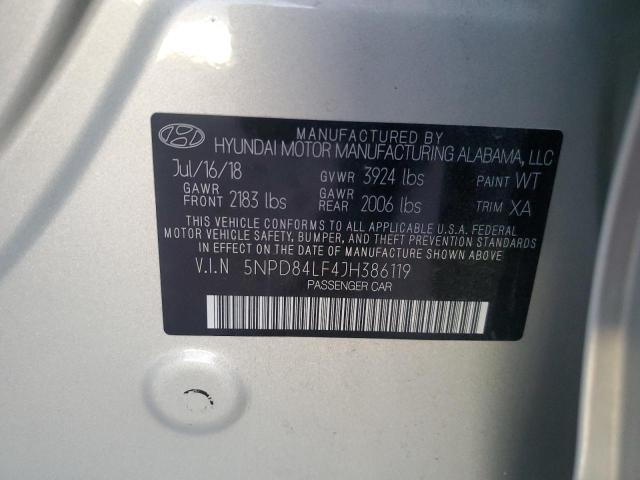 MANUFACTURED BY
HYUNDAI MOTOR MANUFACTURING ALABAMA, LLC
Jul/16/18 GVWR 3924 lbs PAINT WT
GAWR FRONT 2183 lbs GAWR REAR 2006 lbs TRIM XA
THIS VEHICLE CONFORMS TO ALL APPLICABLE U.S.A. FEDERAL
MOTOR VEHICLE SAFETY, BUMPER, AND THEFT PREVENTION STANDARDS
IN EFFECT ON THE DATE OF MANUFACTURE SHOWN ABOVE.
V.I.N 5NPD84LF4JH386119
PASSENGER CAR